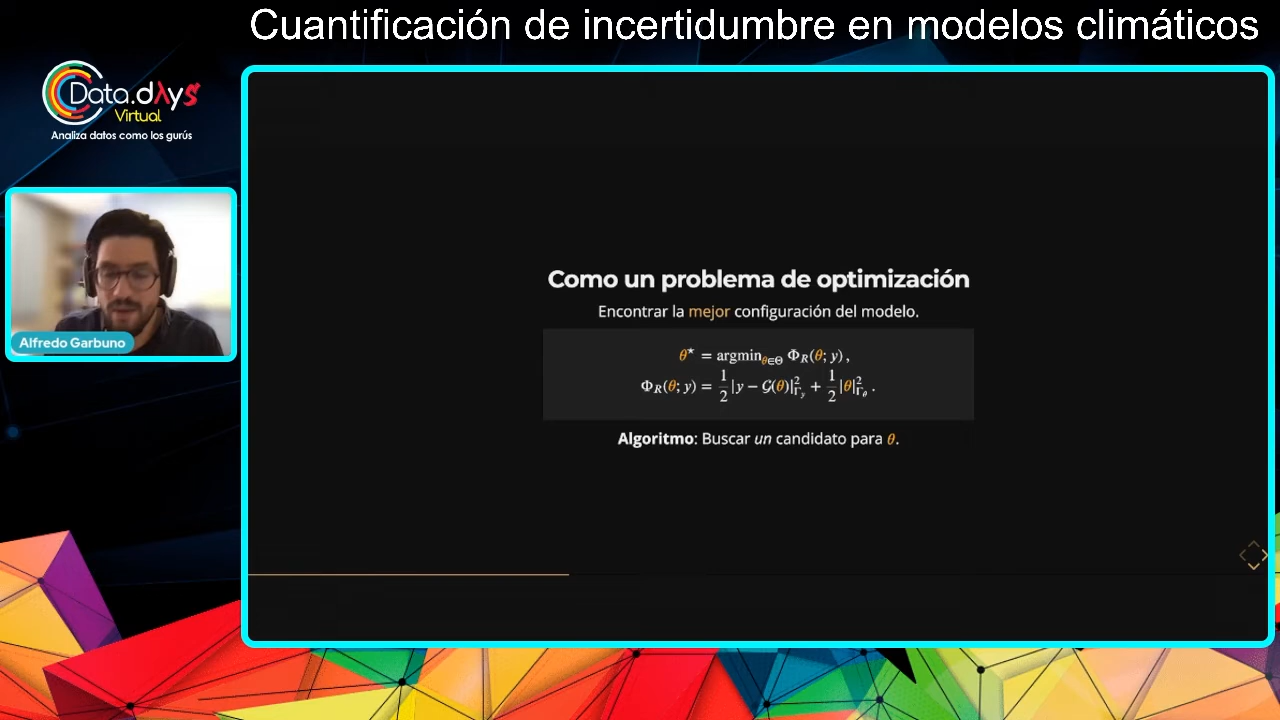 Cuantificación de incertidumbre en modelos climáticos
Data.dλys
Virtual
Analiza datos como los gurús
Alfredo Garbuno
Como un problema de optimización
Encontrar la mejor configuración del modelo.
θ⋆ = argmin_{θ∈Θ} Φ_R(θ; y) ,
Φ_R(θ; y) = 1/2 |y − 𝒢(θ)|²_{Γ_y} + 1/2 |θ|²_{Γ_θ} .
Algoritmo: Buscar un candidato para θ.